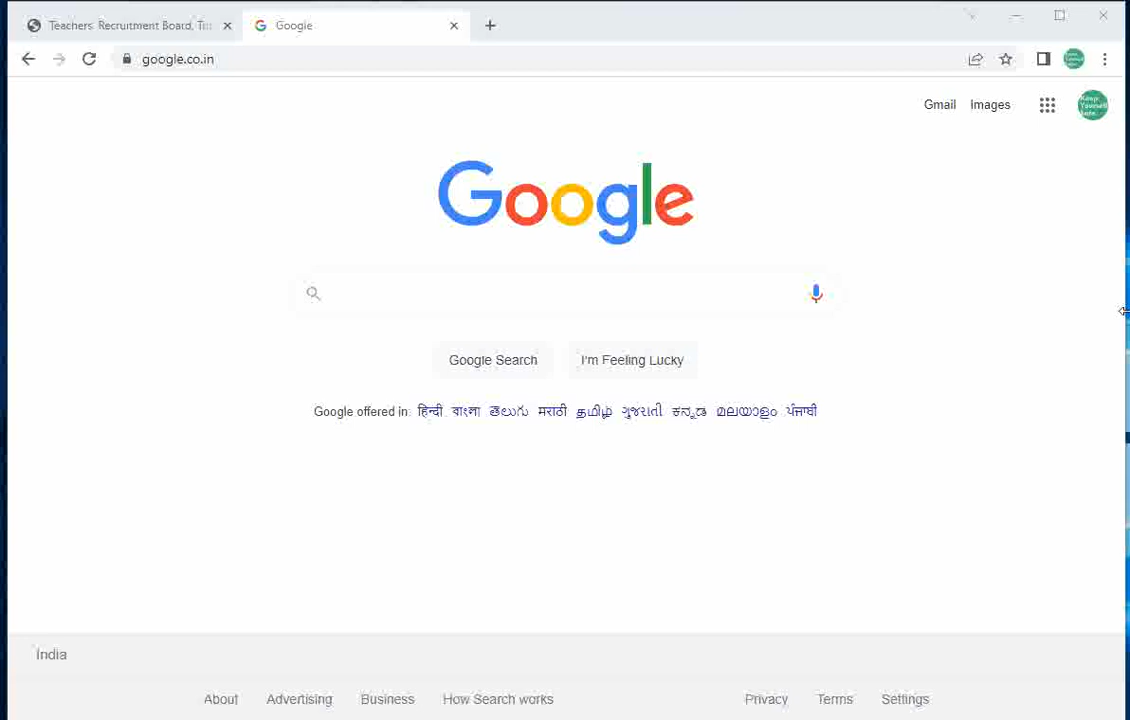 Teachers Recruitment Board, Tri
Google
google.co.in
Gmail Images
Google
Google Search I'm Feeling Lucky
Google offered in: हिन्दी বাংলা తెలుగు मराठी தமிழ் ગુજરાતી ಕನ್ನಡ മലയാളം ਪੰਜਾਬੀ
India
About Advertising Business How Search works Privacy Terms Settings